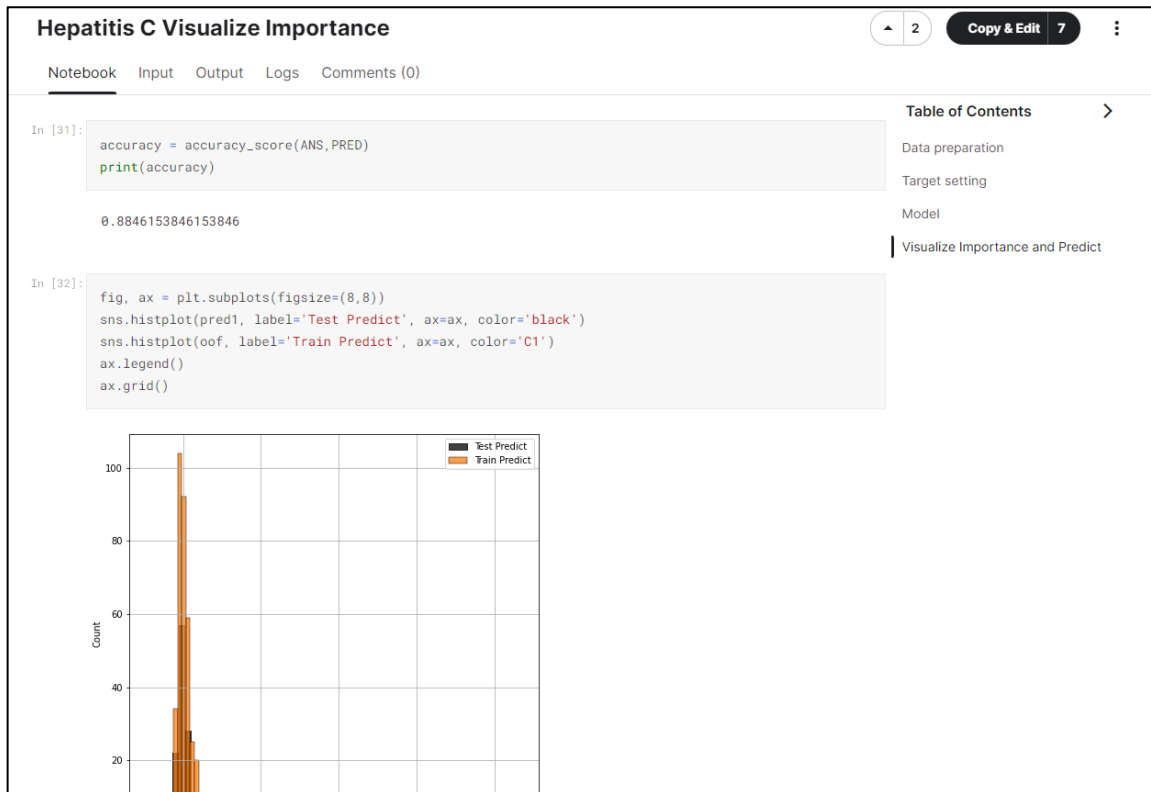 Hepatitis C Visualize Importance
2
Copy & Edit 7
Notebook Input Output Logs Comments (0)
Table of Contents
Data preparation
Target setting
Model
Visualize Importance and Predict
In [31]:
accuracy = accuracy_score(ANS,PRED)
print(accuracy)
0.8846153846153846
In [32]:
fig, ax = plt.subplots(figsize=(8,8))
sns.histplot(pred1, label='Test Predict', ax=ax, color='black')
sns.histplot(oof, label='Train Predict', ax=ax, color='C1')
ax.legend()
ax.grid()
Test Predict
Train Predict
100
80
60
Count
40
20